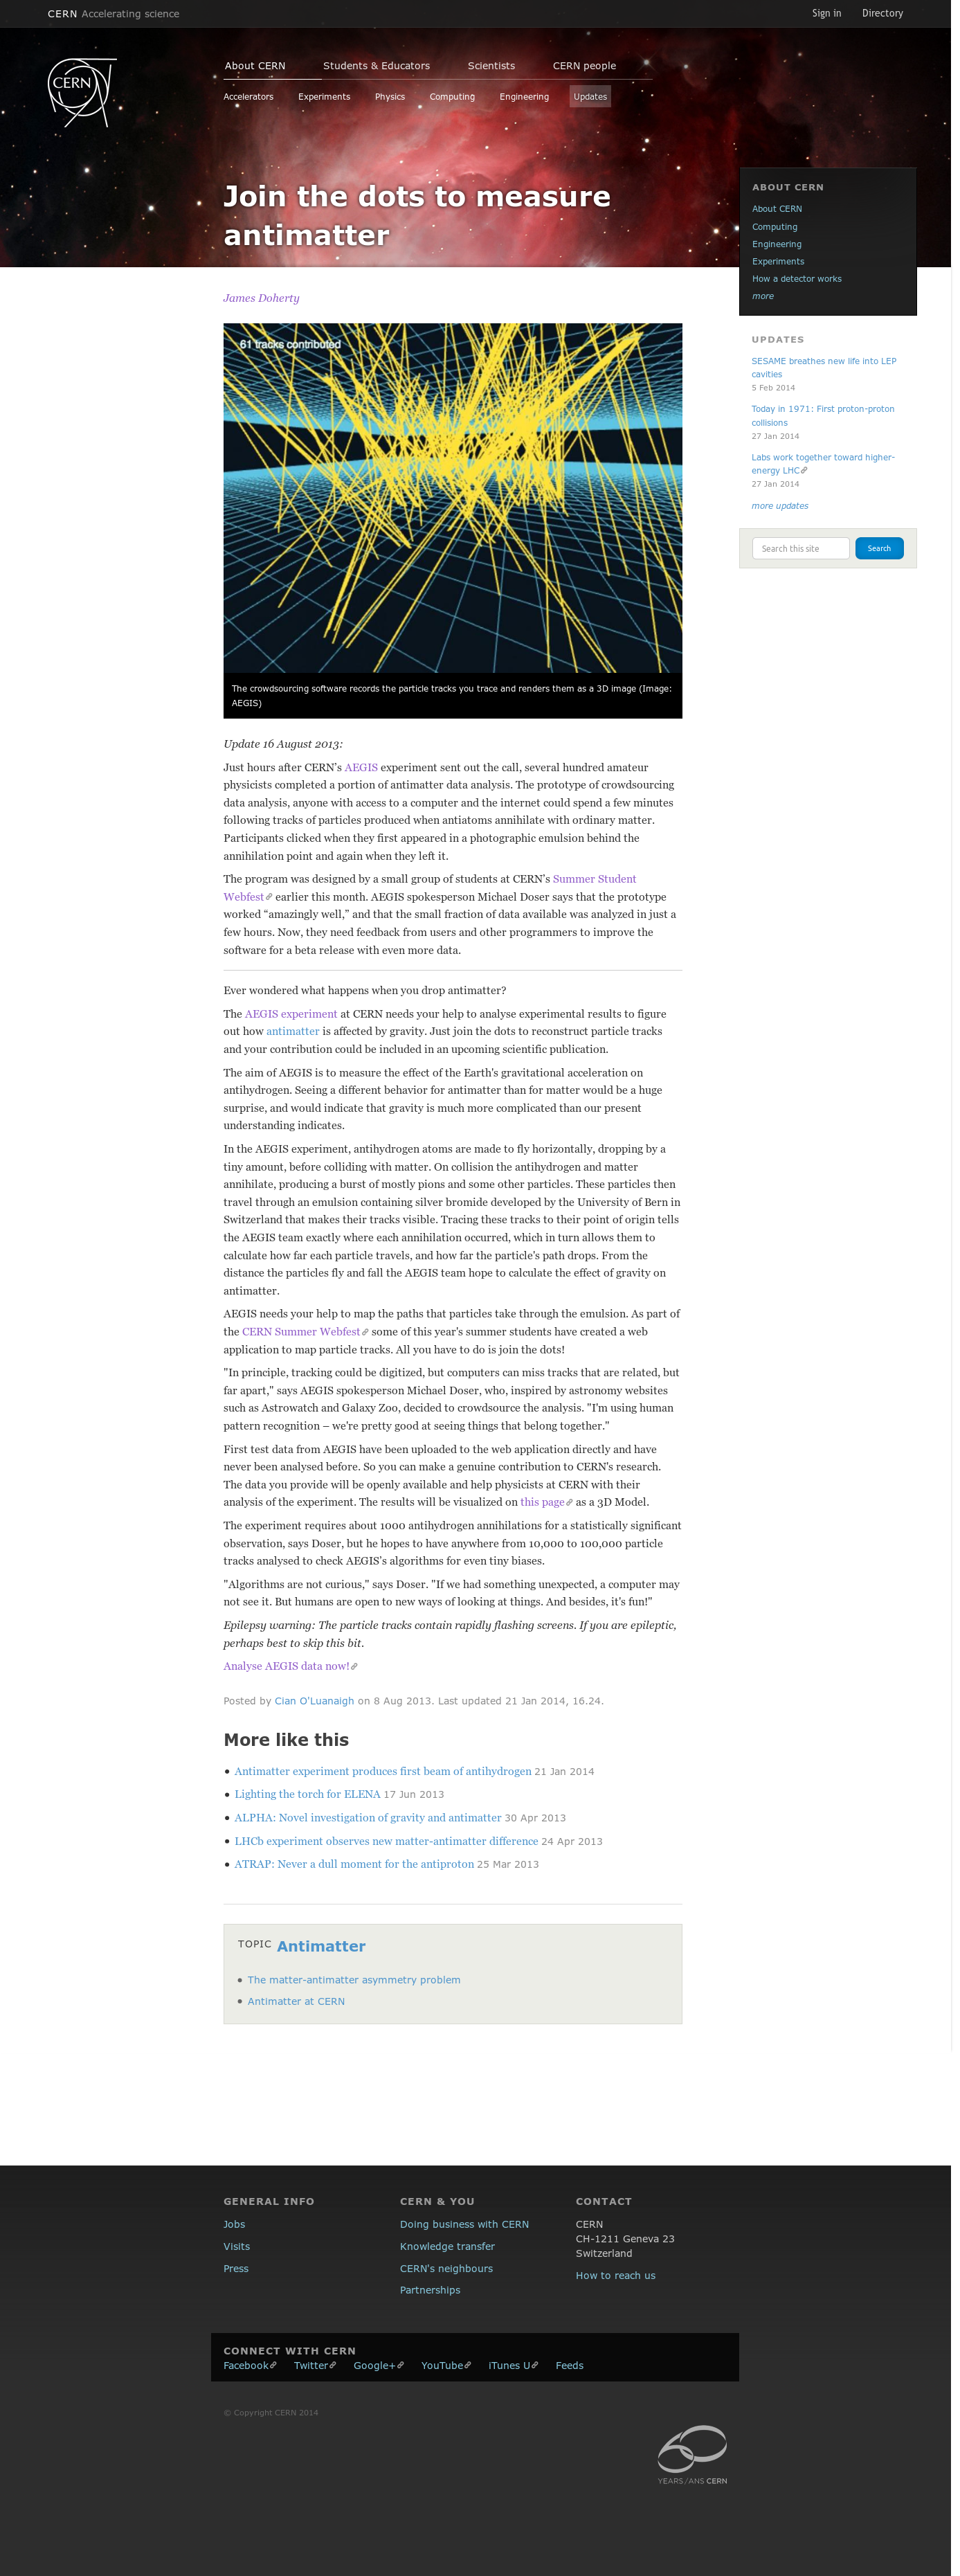 CERN Accelerating science
Sign in
Directory
CERN
About CERN
Students & Educators
Scientists
CERN people
Accelerators
Experiments
Physics
Computing
Engineering
Updates
Join the dots to measure
antimatter
ABOUT CERN
About CERN
Computing
Engineering
Experiments
How a detector works
more
James Doherty
61 tracks contributed
The crowdsourcing software records the particle tracks you trace and renders them as a 3D image (Image:
AEGIS)
UPDATES
SESAME breathes new life into LEP
cavities
5 Feb 2014
Today in 1971: First proton-proton
collisions
27 Jan 2014
Labs work together toward higher-
energy LHC
27 Jan 2014
more updates
Search this site
Search
Update 16 August 2013:
Just hours after CERN’s AEGIS experiment sent out the call, several hundred amateur
physicists completed a portion of antimatter data analysis. The prototype of crowdsourcing
data analysis, anyone with access to a computer and the internet could spend a few minutes
following tracks of particles produced when antiatoms annihilate with ordinary matter.
Participants clicked when they first appeared in a photographic emulsion behind the
annihilation point and again when they left it.
The program was designed by a small group of students at CERN’s Summer Student
Webfest earlier this month. AEGIS spokesperson Michael Doser says that the prototype
worked “amazingly well,” and that the small fraction of data available was analyzed in just a
few hours. Now, they need feedback from users and other programmers to improve the
software for a beta release with even more data.
Ever wondered what happens when you drop antimatter?
The AEGIS experiment at CERN needs your help to analyse experimental results to figure
out how antimatter is affected by gravity. Just join the dots to reconstruct particle tracks
and your contribution could be included in an upcoming scientific publication.
The aim of AEGIS is to measure the effect of the Earth's gravitational acceleration on
antihydrogen. Seeing a different behavior for antimatter than for matter would be a huge
surprise, and would indicate that gravity is much more complicated than our present
understanding indicates.
In the AEGIS experiment, antihydrogen atoms are made to fly horizontally, dropping by a
tiny amount, before colliding with matter. On collision the antihydrogen and matter
annihilate, producing a burst of mostly pions and some other particles. These particles then
travel through an emulsion containing silver bromide developed by the University of Bern in
Switzerland that makes their tracks visible. Tracing these tracks to their point of origin tells
the AEGIS team exactly where each annihilation occurred, which in turn allows them to
calculate how far each particle travels, and how far the particle's path drops. From the
distance the particles fly and fall the AEGIS team hope to calculate the effect of gravity on
antimatter.
AEGIS needs your help to map the paths that particles take through the emulsion. As part of
the CERN Summer Webfest some of this year's summer students have created a web
application to map particle tracks. All you have to do is join the dots!
"In principle, tracking could be digitized, but computers can miss tracks that are related, but
far apart," says AEGIS spokesperson Michael Doser, who, inspired by astronomy websites
such as Astrowatch and Galaxy Zoo, decided to crowdsource the analysis. "I'm using human
pattern recognition – we're pretty good at seeing things that belong together."
First test data from AEGIS have been uploaded to the web application directly and have
never been analysed before. So you can make a genuine contribution to CERN's research.
The data you provide will be openly available and help physicists at CERN with their
analysis of the experiment. The results will be visualized on this page as a 3D Model.
The experiment requires about 1000 antihydrogen annihilations for a statistically significant
observation, says Doser, but he hopes to have anywhere from 10,000 to 100,000 particle
tracks analysed to check AEGIS's algorithms for even tiny biases.
"Algorithms are not curious," says Doser. "If we had something unexpected, a computer may
not see it. But humans are open to new ways of looking at things. And besides, it's fun!"
Epilepsy warning: The particle tracks contain rapidly flashing screens. If you are epileptic,
perhaps best to skip this bit.
Analyse AEGIS data now!
Posted by Cian O'Luanaigh on 8 Aug 2013. Last updated 21 Jan 2014, 16.24.
More like this
Antimatter experiment produces first beam of antihydrogen 21 Jan 2014
Lighting the torch for ELENA 17 Jun 2013
ALPHA: Novel investigation of gravity and antimatter 30 Apr 2013
LHCb experiment observes new matter-antimatter difference 24 Apr 2013
ATRAP: Never a dull moment for the antiproton 25 Mar 2013
TOPIC Antimatter
The matter-antimatter asymmetry problem
Antimatter at CERN
GENERAL INFO
Jobs
Visits
Press
CERN & YOU
Doing business with CERN
Knowledge transfer
CERN's neighbours
Partnerships
CONTACT
CERN
CH-1211 Geneva 23
Switzerland
How to reach us
CONNECT WITH CERN
Facebook
Twitter
Google+
YouTube
iTunes U
Feeds
© Copyright CERN 2014
60
YEARS/ANS CERN